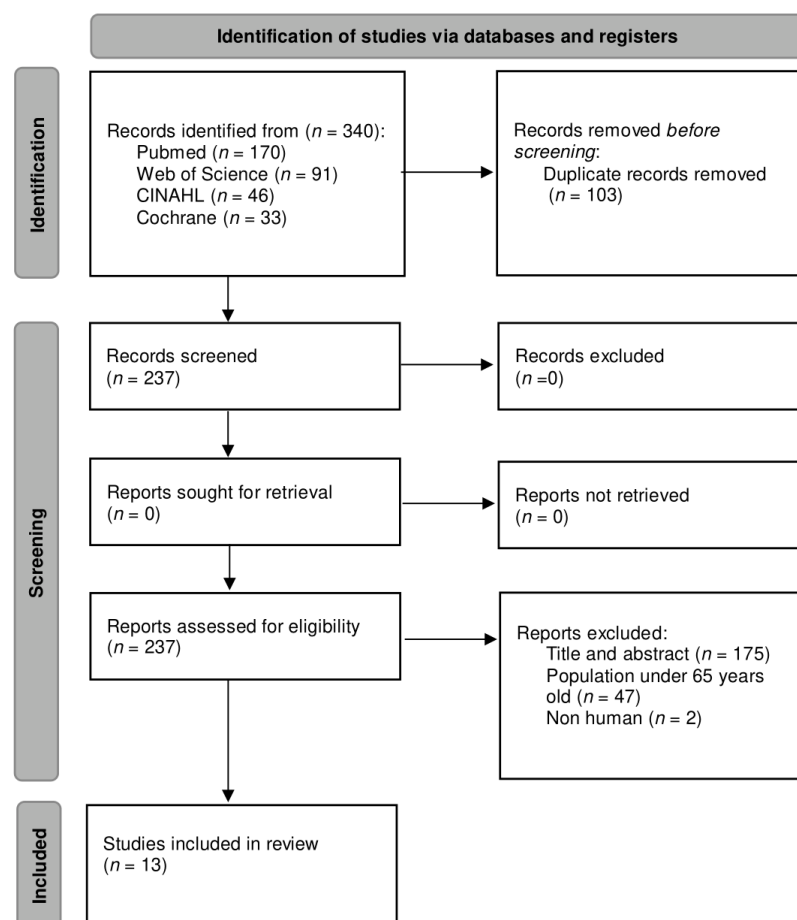 Identification of studies via databases and registers
Identification
Records identified from (n = 340):
Pubmed (n = 170)
Web of Science (n = 91)
CINAHL (n = 46)
Cochrane (n = 33)
Records removed before
screening:
Duplicate records removed
(n = 103)
Screening
Records screened
(n = 237)
Records excluded
(n =0)
Reports sought for retrieval
(n = 0)
Reports not retrieved
(n = 0)
Reports assessed for eligibility
(n = 237)
Reports excluded:
Title and abstract (n = 175)
Population under 65 years
old (n = 47)
Non human (n = 2)
Included
Studies included in review
(n = 13)